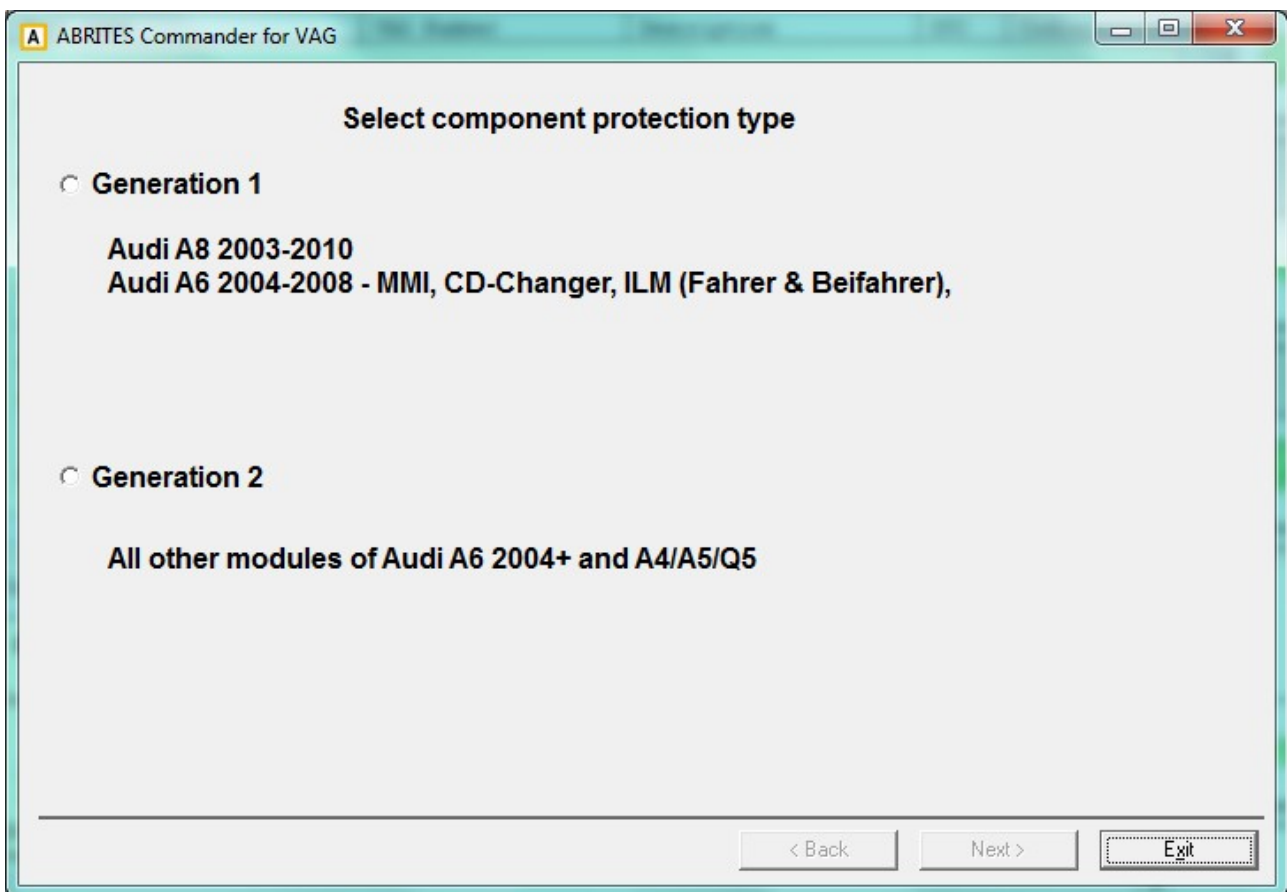 A ABRITES Commander for VAG
Select component protection type
Generation 1
Audi A8 2003-2010
Audi A6 2004-2008 - MMI, CD-Changer, ILM (Fahrer & Beifahrer),
Generation 2
All other modules of Audi A6 2004+ and A4/A5/Q5
< Back Next > Exit